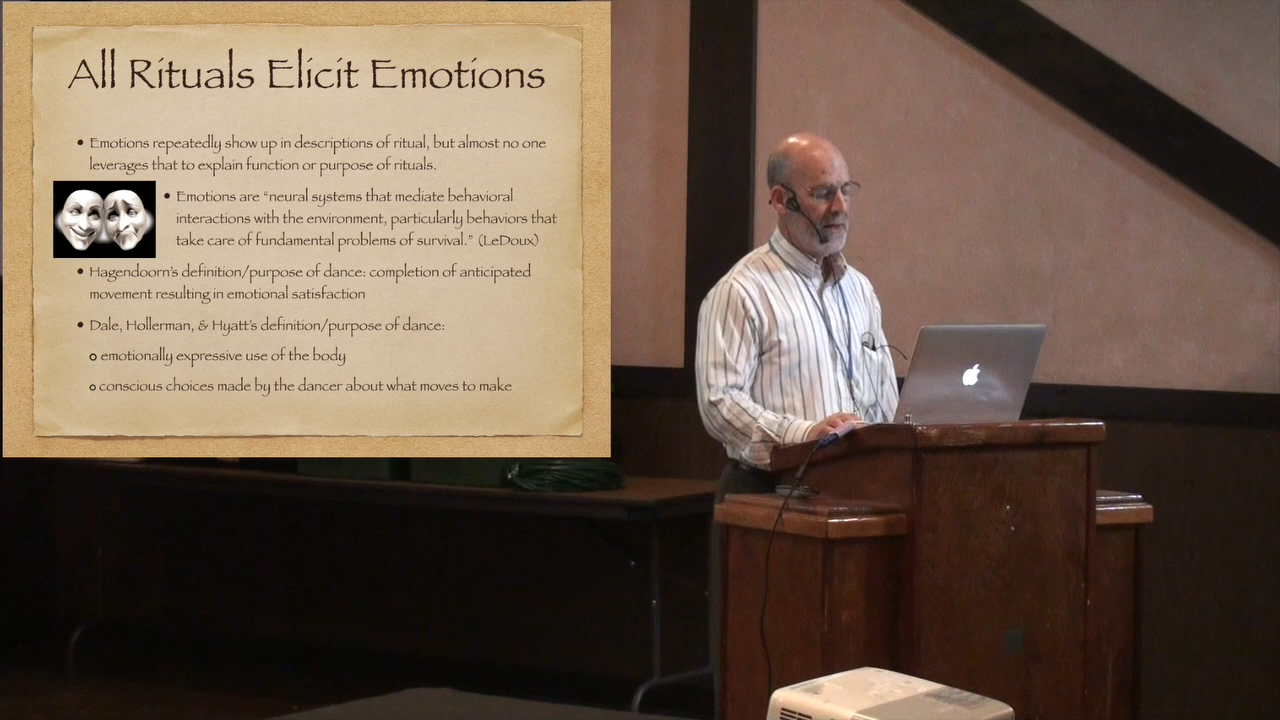 All Rituals Elicit Emotions
• Emotions repeatedly show up in descriptions of ritual, but almost no one
leverages that to explain function or purpose of rituals.
• Emotions are “neural systems that mediate behavioral
interactions with the environment, particularly behaviors that
take care of fundamental problems of survival.” (LeDoux)
• Hagendoorn’s definition/purpose of dance: completion of anticipated
movement resulting in emotional satisfaction
• Dale, Hollerman, & Hyatt’s definition/purpose of dance:
o emotionally expressive use of the body
o conscious choices made by the dancer about what moves to make